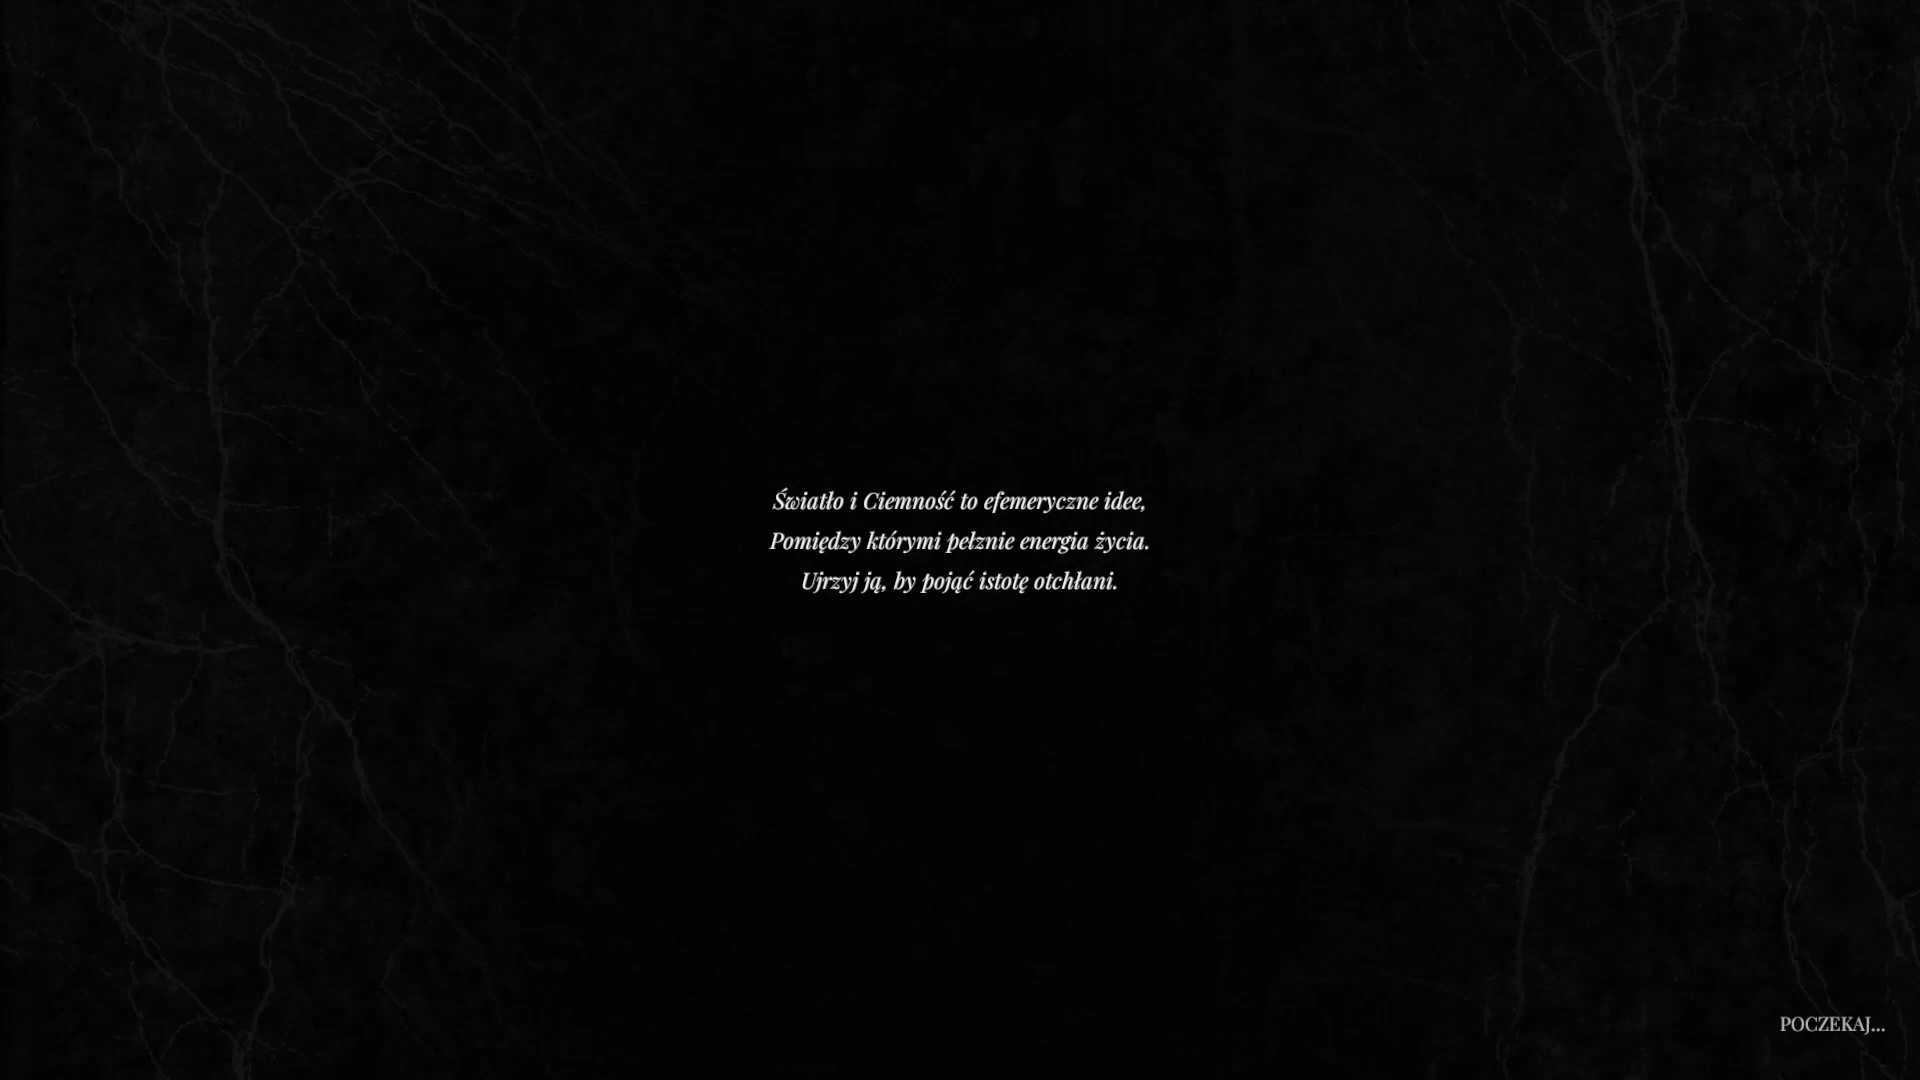 Światło i Ciemność to efemeryczne idee,
Pomiędzy którymi pełznie energia życia.
Ujrzyj ją, by pojąć istotę otchłani.
POCZEKAJ...